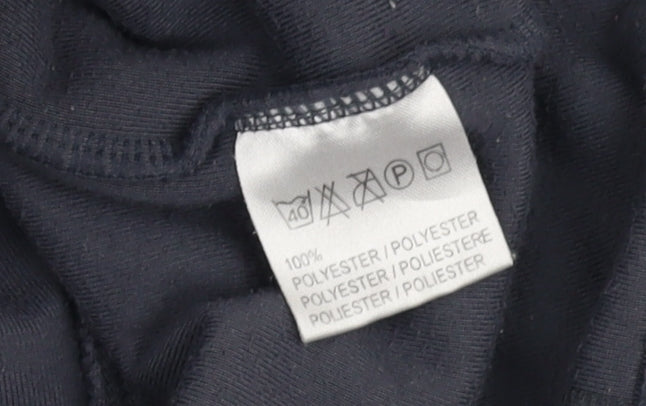 40 P
100%
POLYESTER / POLYESTER
POLYESTER / POLIESTERE
POLIESTER / POLIESTER